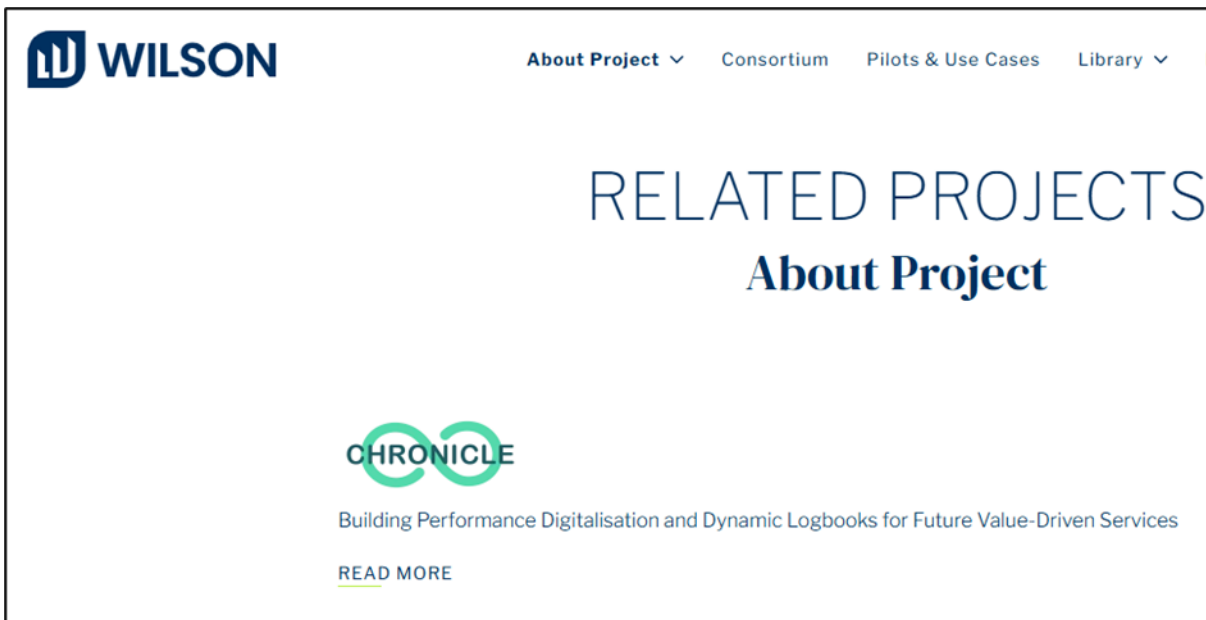 WILSON
About Project Consortium Pilots & Use Cases Library
RELATED PROJECTS
About Project
CHRONICLE
Building Performance Digitalisation and Dynamic Logbooks for Future Value-Driven Services
READ MORE